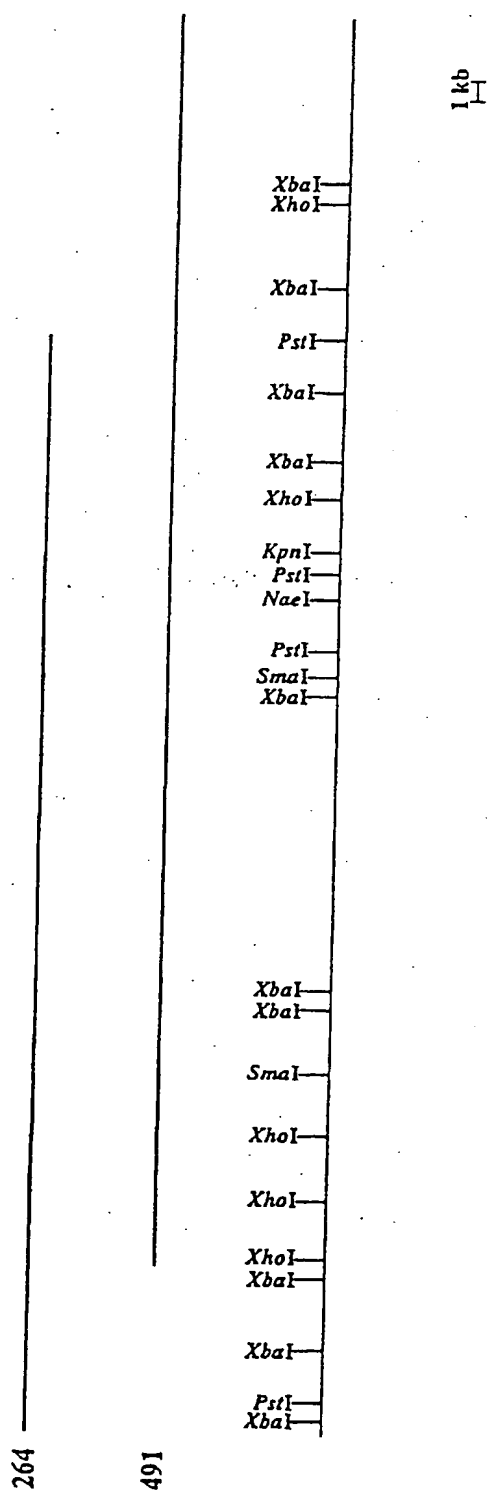 1 kb
XbaI
XhoI
XbaI
PstI
XbaI
XbaI
XhoI
KpnI
PstI
NaeI
PstI
SmaI
XbaI
XbaI
XbaI
SmaI
XhoI
XhoI
XhoI
XbaI
XbaI
PstI
XbaI
264
491